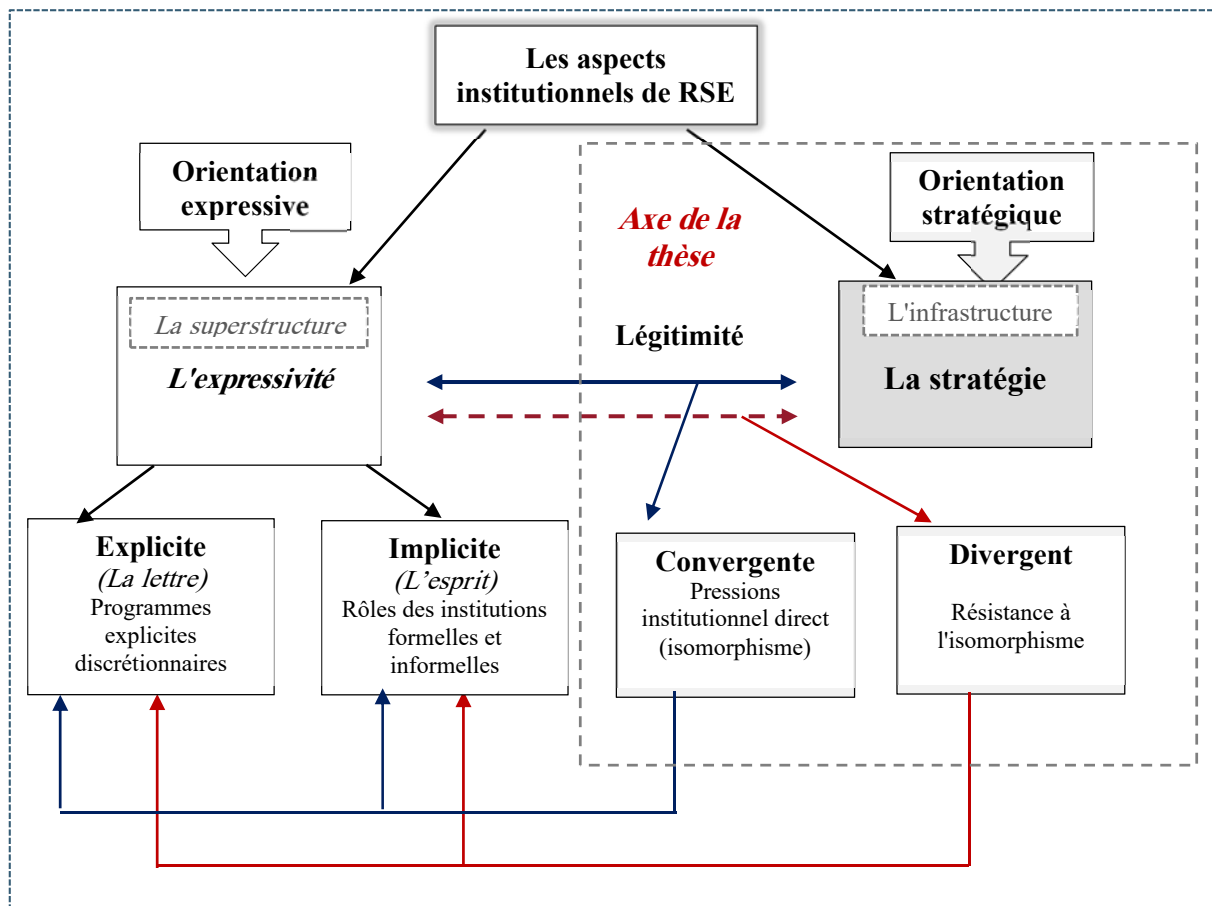 Les aspects
institutionnels de RSE
Orientation
expressive
Orientation
stratégique
Axe de la
thèse
La superstructure
L'expressivité
Légitimité
L'infrastructure
La stratégie
Explicite
(La lettre)
Programmes
explicites
discrétionnaires
Implicite
(L’esprit)
Rôles des institutions
formelles et
informelles
Convergente
Pressions
institutionnel direct
(isomorphisme)
Divergent
Résistance à
l'isomorphisme